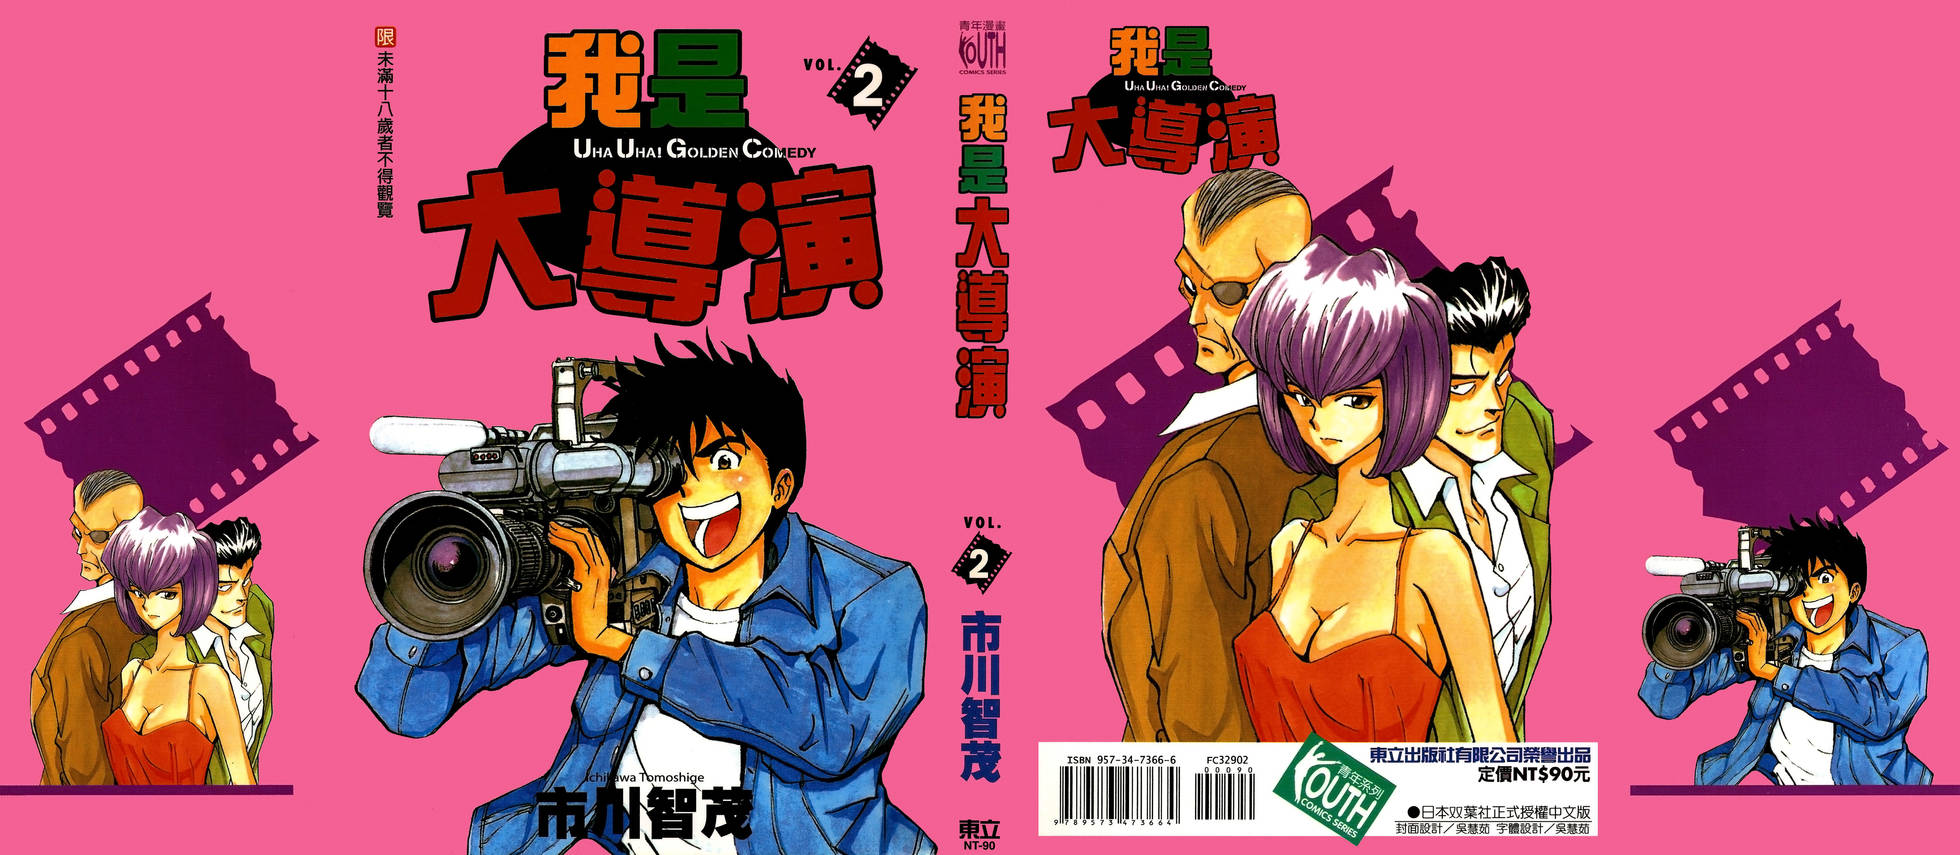 限
未滿十八歲者不得觀覽
我是
UHA UHA! GOLDEN COMEDY
大導演
VOL. 2
Ichikawa Tomoshige
市川智茂
青年漫畫
YOUTH
COMICS SERIES
我是大導演
VOL.
2
市川智茂
東立
NT-90
我是
UHA UHA! GOLDEN COMEDY
大導演
ISBN 957-34-7366-6
FC32902
00090
9789573473664
青年系列
YOUTH
COMICS SERIES
東立出版社有限公司榮譽出品
定價NT$90元
●日本双葉社正式授權中文版
封面設計／吳慧茹 字體設計／吳慧茹